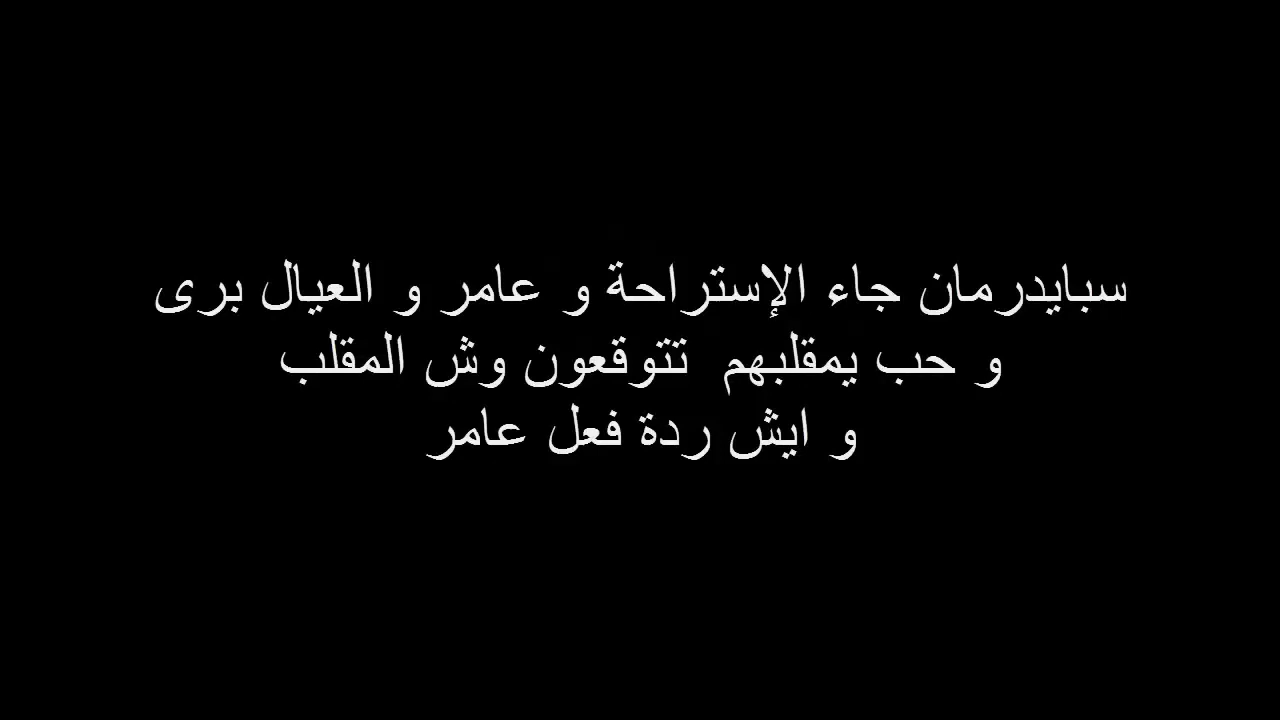 سبايدرمان جاء الإستراحة و عامر و العيال برى
و حب يمقلبهم  تتوقعون وش المقلب
و ايش ردة فعل عامر